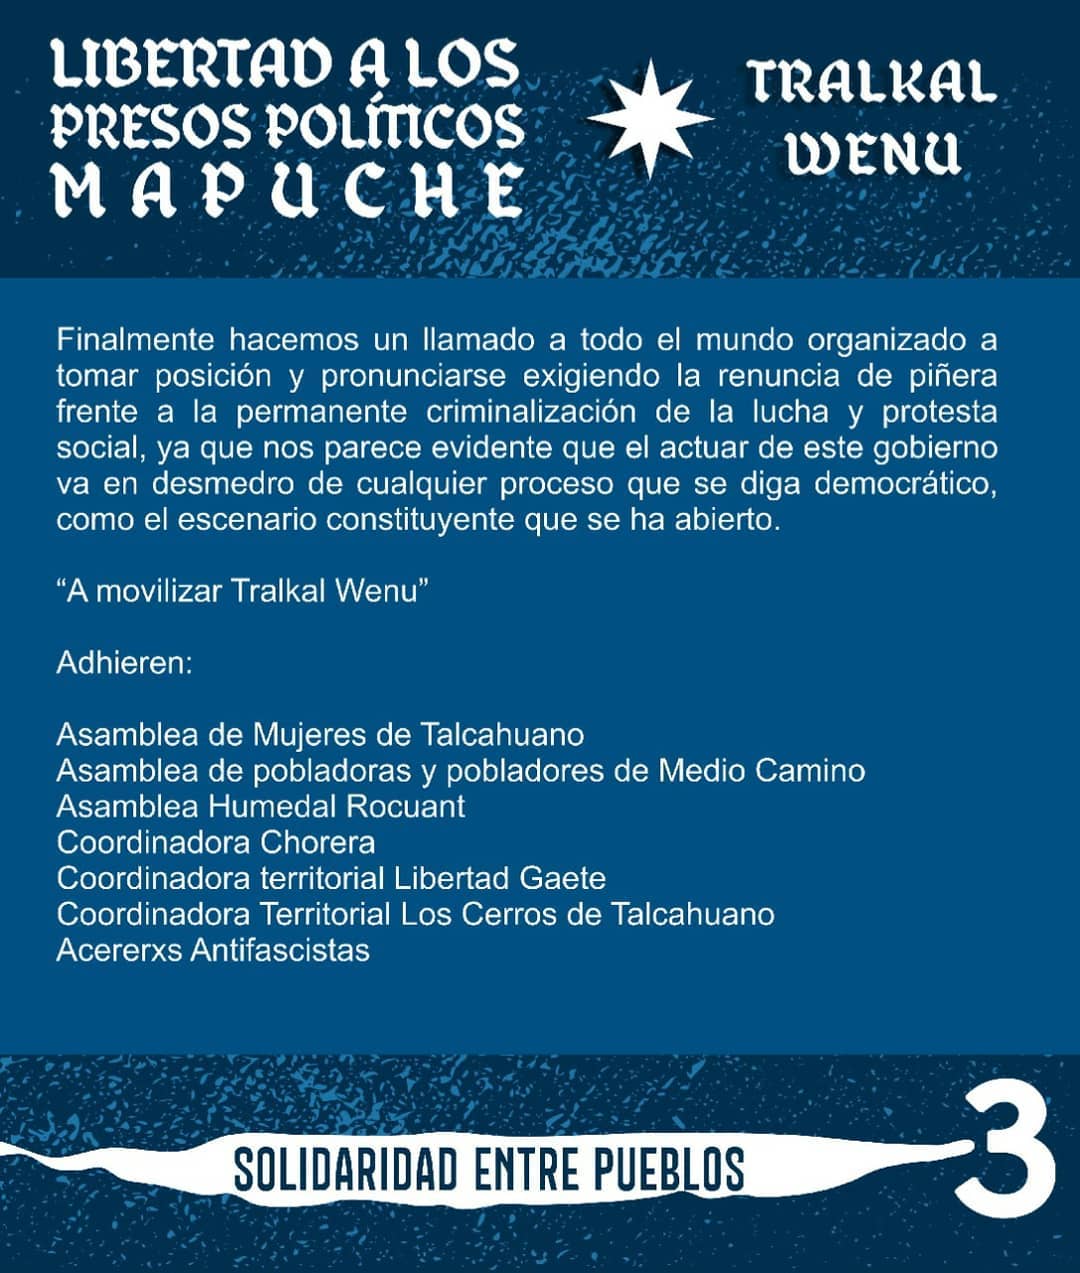 LIBERTAD A LOS
PRESOS POLÍTICOS
MAPUCHE
TRALKAL
WENU
Finalmente hacemos un llamado a todo el mundo organizado a
tomar posición y pronunciarse exigiendo la renuncia de piñera
frente a la permanente criminalización de la lucha y protesta
social, ya que nos parece evidente que el actuar de este gobierno
va en desmedro de cualquier proceso que se diga democrático,
como el escenario constituyente que se ha abierto.
“A movilizar Tralkal Wenu”
Adhieren:
Asamblea de Mujeres de Talcahuano
Asamblea de pobladoras y pobladores de Medio Camino
Asamblea Humedal Rocuant
Coordinadora Chorera
Coordinadora territorial Libertad Gaete
Coordinadora Territorial Los Cerros de Talcahuano
Acererxs Antifascistas
SOLIDARIDAD ENTRE PUEBLOS
3